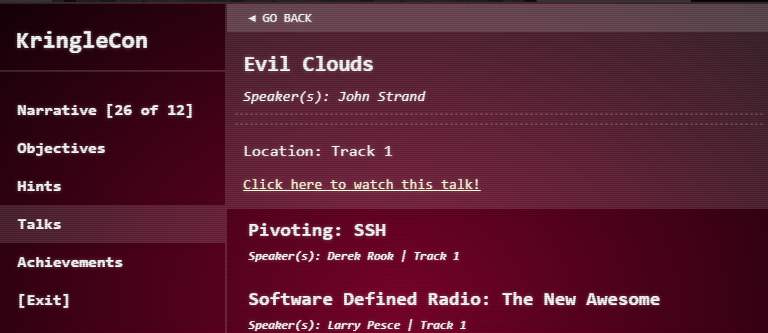 KringleCon
Narrative [26 of 12]
Objectives
Hints
Talks
Achievements
[Exit]
◄ GO BACK
Evil Clouds
Speaker(s): John Strand
Location: Track 1
Click here to watch this talk!
Pivoting: SSH
Speaker(s): Derek Rook | Track 1
Software Defined Radio: The New Awesome
Speaker(s): Larry Pesce | Track 1